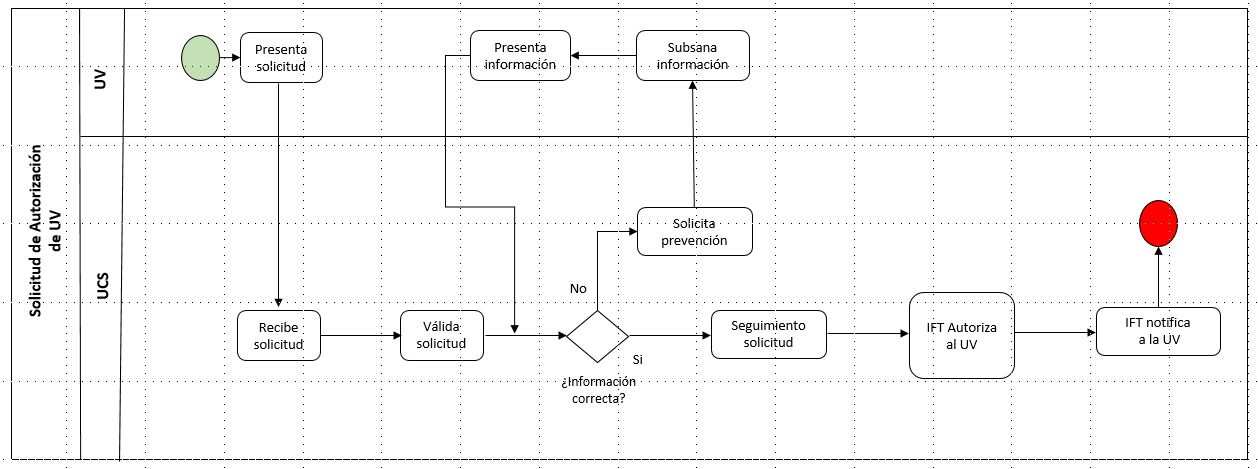 Solicitud de Autorización
de UV
UV
Presenta
solicitud
Presenta
información
Subsana
información
UCS
Solicita
prevención
No
Recibe
solicitud
Válida
solicitud
Si
¿Información
correcta?
Seguimiento
solicitud
IFT Autoriza
al UV
IFT notifica
a la UV